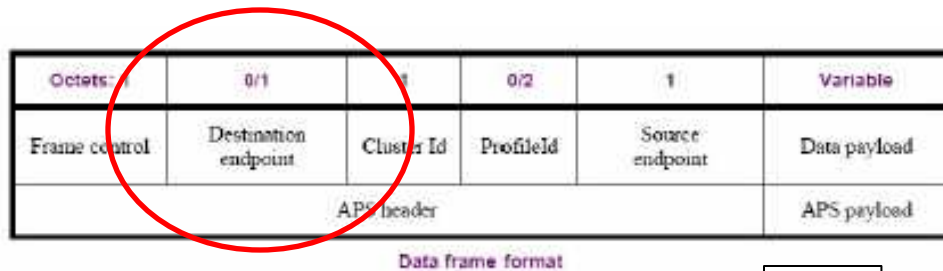 Octets: 1 0/1 1 0/2 1 Variable
Frame control Destination endpoint Cluster Id ProfileId Source endpoint Data payload
APS header APS payload
Data frame format